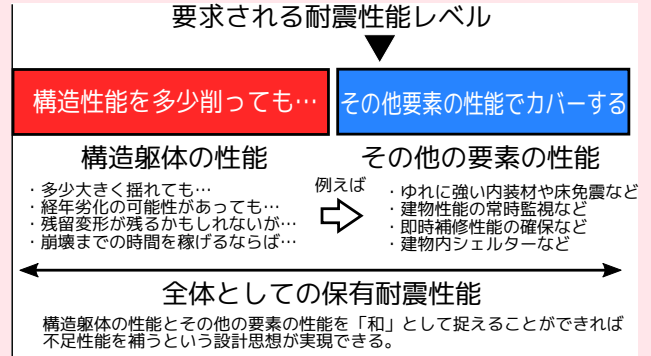 要求される耐震性能レベル
構造性能を多少削っても…
その他要素の性能でカバーする
構造躯体の性能
その他の要素の性能
・多少大きく揺れても…
・経年劣化の可能性があっても…
・残留変形が残るかもしれないが…
・崩壊までの時間を稼げるならば…
例えば
・ゆれに強い内装材や床免震など
・建物性能の常時監視など
・即時補修性能の確保など
・建物内シェルターなど
全体としての保有耐震性能
構造躯体の性能とその他の要素の性能を「和」として捉えることができれば
不足性能を補うという設計思想が実現できる。